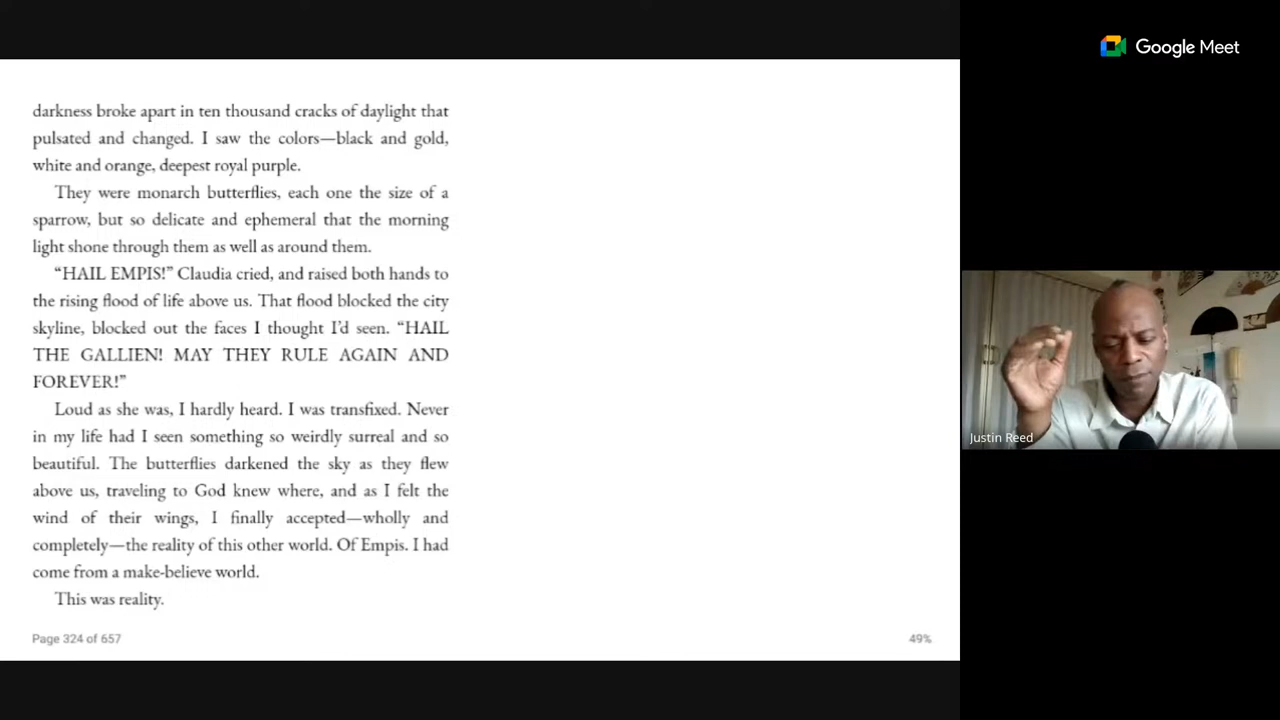 Google Meet
darkness broke apart in ten thousand cracks of daylight that
pulsated and changed. I saw the colors—black and gold,
white and orange, deepest royal purple.
They were monarch butterflies, each one the size of a
sparrow, but so delicate and ephemeral that the morning
light shone through them as well as around them.
“HAIL EMPIS!” Claudia cried, and raised both hands to
the rising flood of life above us. That flood blocked the city
skyline, blocked out the faces I thought I’d seen. “HAIL
THE GALLIEN! MAY THEY RULE AGAIN AND
FOREVER!”
Loud as she was, I hardly heard. I was transfixed. Never
in my life had I seen something so weirdly surreal and so
beautiful. The butterflies darkened the sky as they flew
above us, traveling to God knew where, and as I felt the
wind of their wings, I finally accepted—wholly and
completely—the reality of this other world. Of Empis. I had
come from a make-believe world.
This was reality.
Page 324 of 657
49%
Justin Reed